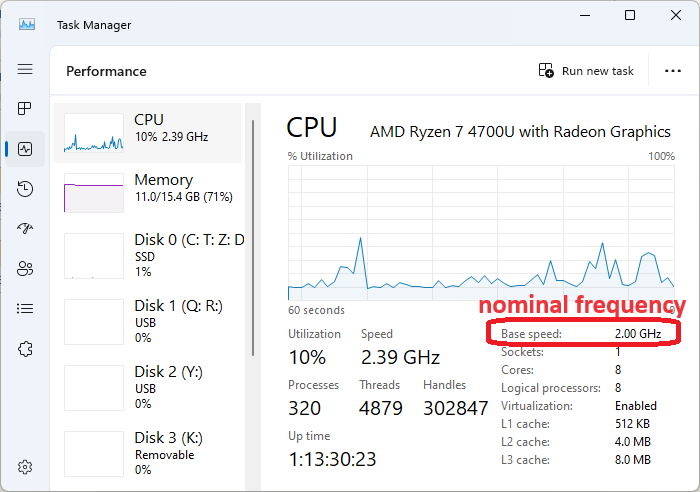 Task Manager
Performance
Run new task
CPU
10% 2.39 GHz
Memory
11.0/15.4 GB (71%)
Disk 0 (C: T: Z: D
SSD
1%
Disk 1 (Q: R:)
USB
0%
Disk 2 (Y:)
USB
0%
Disk 3 (K:)
Removable
0%
CPU AMD Ryzen 7 4700U with Radeon Graphics
% Utilization 100%
60 seconds 0
nominal frequency
Utilization Speed
10% 2.39 GHz
Processes Threads Handles
320 4879 302847
Up time
1:13:30:23
Base speed: 2.00 GHz
Sockets: 1
Cores: 8
Logical processors: 8
Virtualization: Enabled
L1 cache: 512 KB
L2 cache: 4.0 MB
L3 cache: 8.0 MB